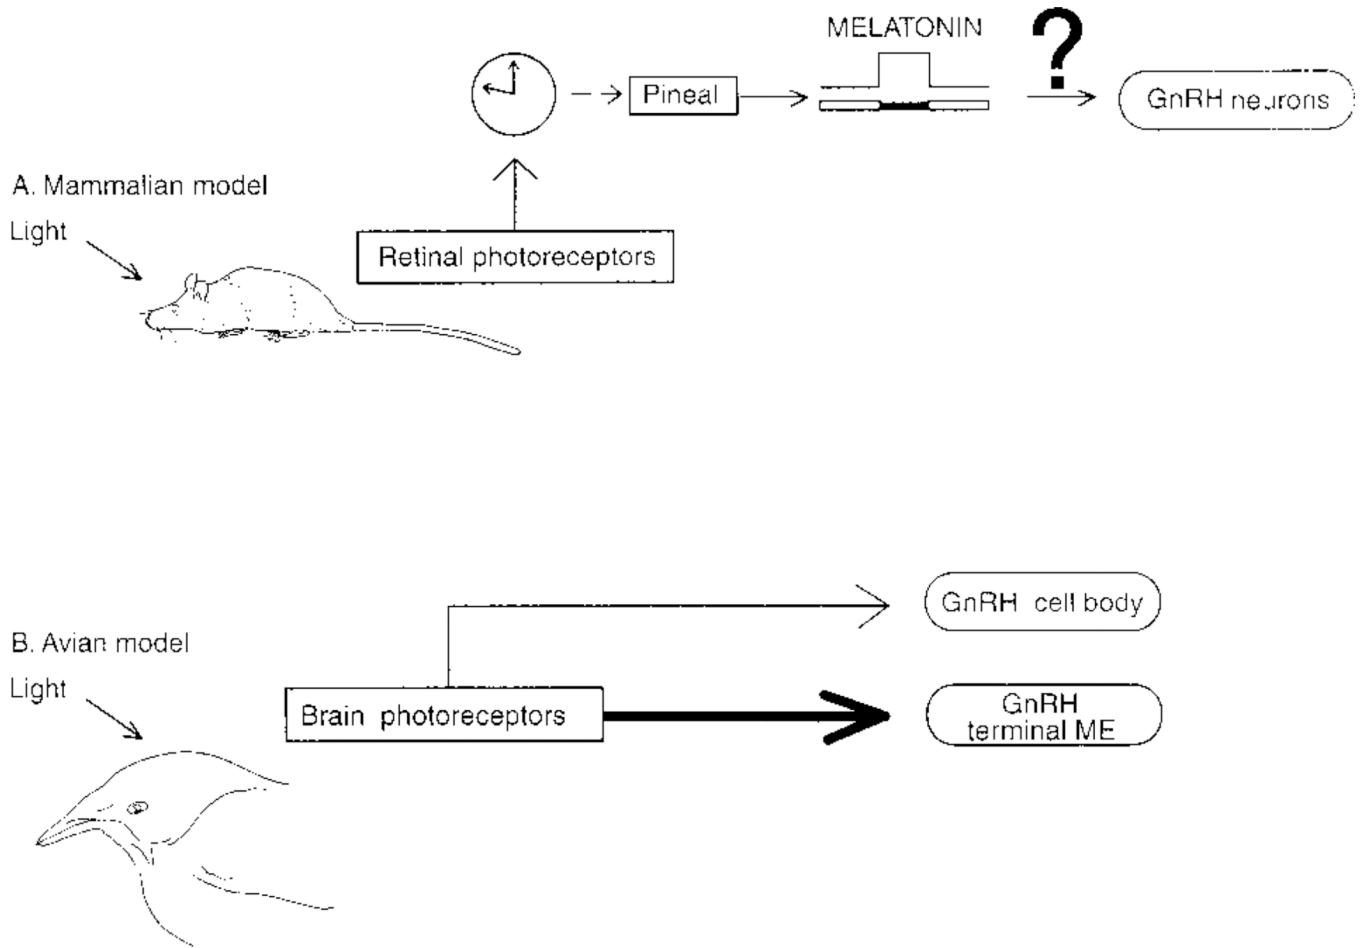 MELATONIN
?
Pineal
GnRH neurons
A. Mammalian model
Light
Retinal photoreceptors
GnRH cell body
B. Avian model
Light
Brain photoreceptors
GnRH
terminal ME